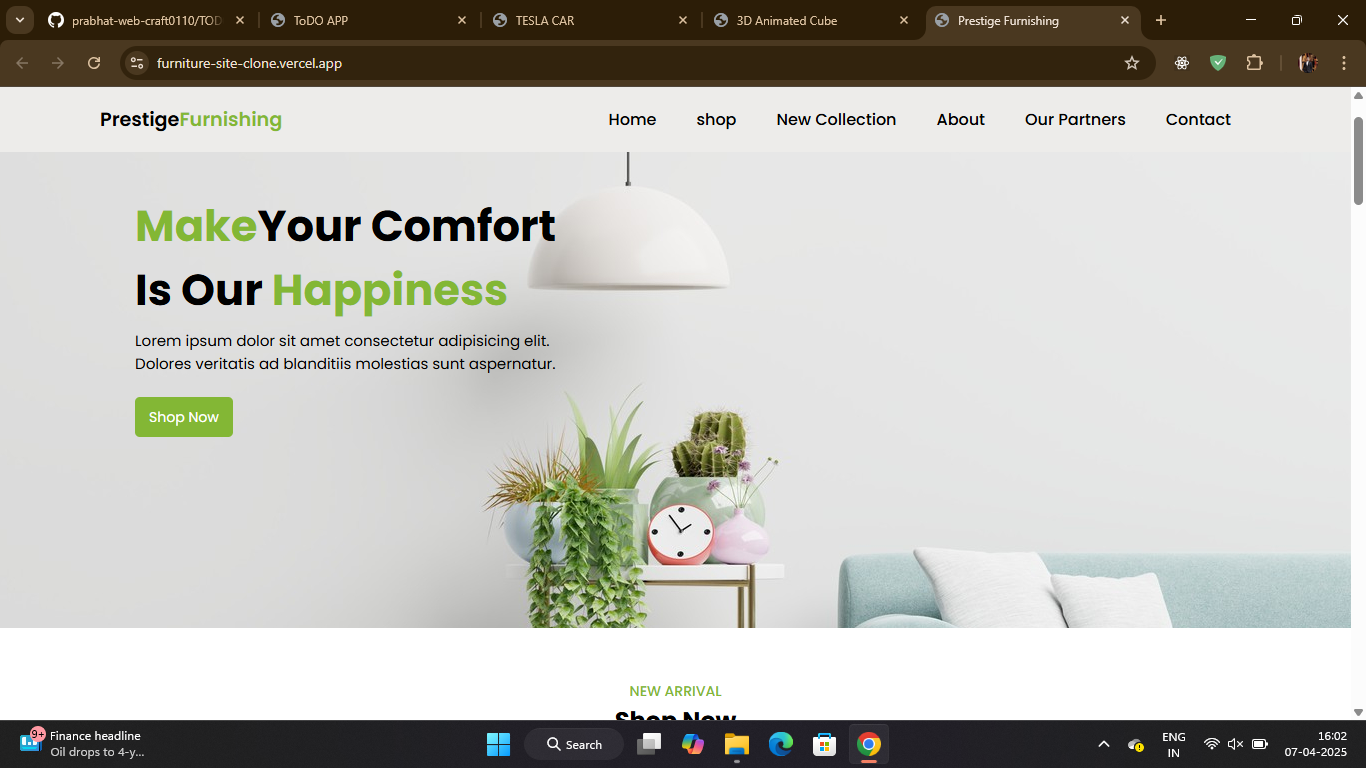 prabhat-web-craft0110/TOD
ToDO APP
TESLA CAR
3D Animated Cube
Prestige Furnishing
furniture-site-clone.vercel.app
PrestigeFurnishing
Home
shop
New Collection
About
Our Partners
Contact
MakeYour Comfort
Is Our Happiness
Lorem ipsum dolor sit amet consectetur adipisicing elit.
Dolores veritatis ad blanditiis molestias sunt aspernatur.
Shop Now
NEW ARRIVAL
Shop Now
9+
Finance headline
Oil drops to 4-y...
Search
ENG
IN
16:02
07-04-2025